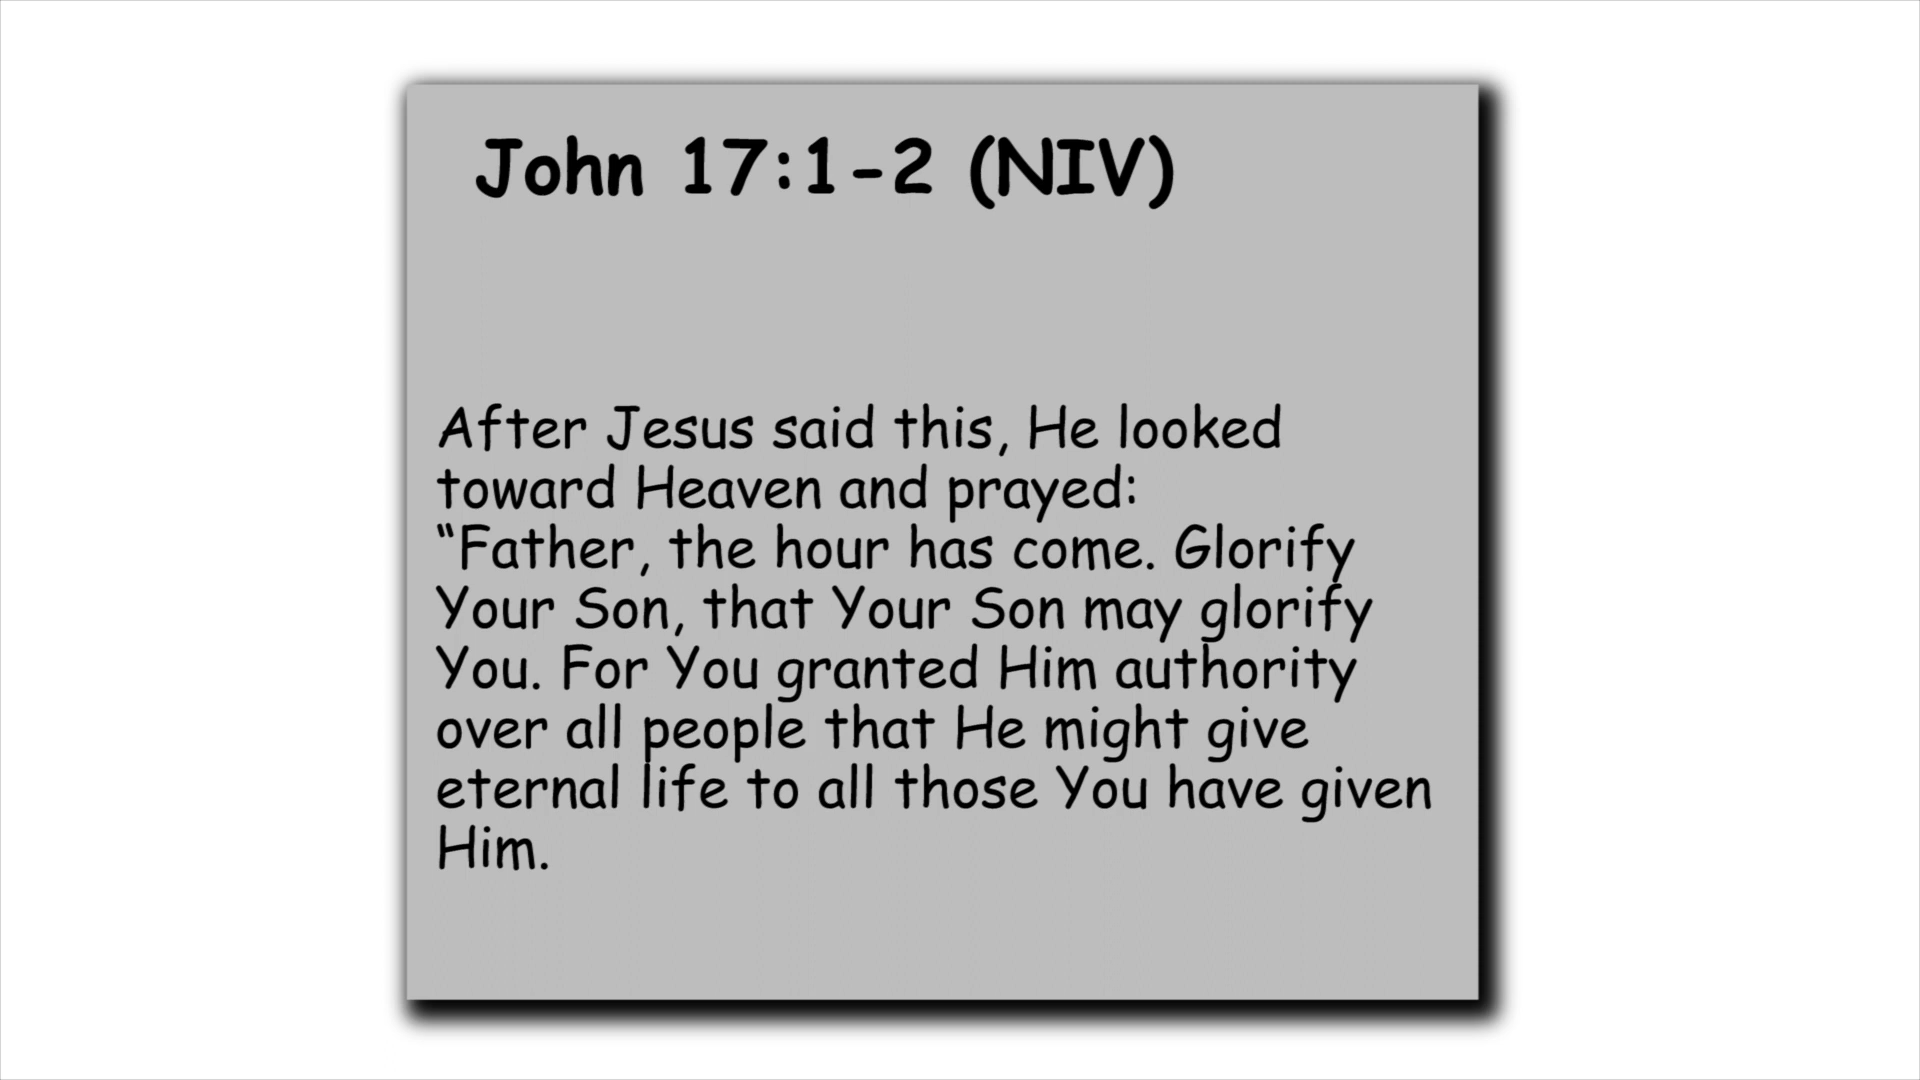 John 17:1-2 (NIV)
After Jesus said this, He looked
toward Heaven and prayed:
“Father, the hour has come. Glorify
Your Son, that Your Son may glorify
You. For You granted Him authority
over all people that He might give
eternal life to all those You have given
Him.